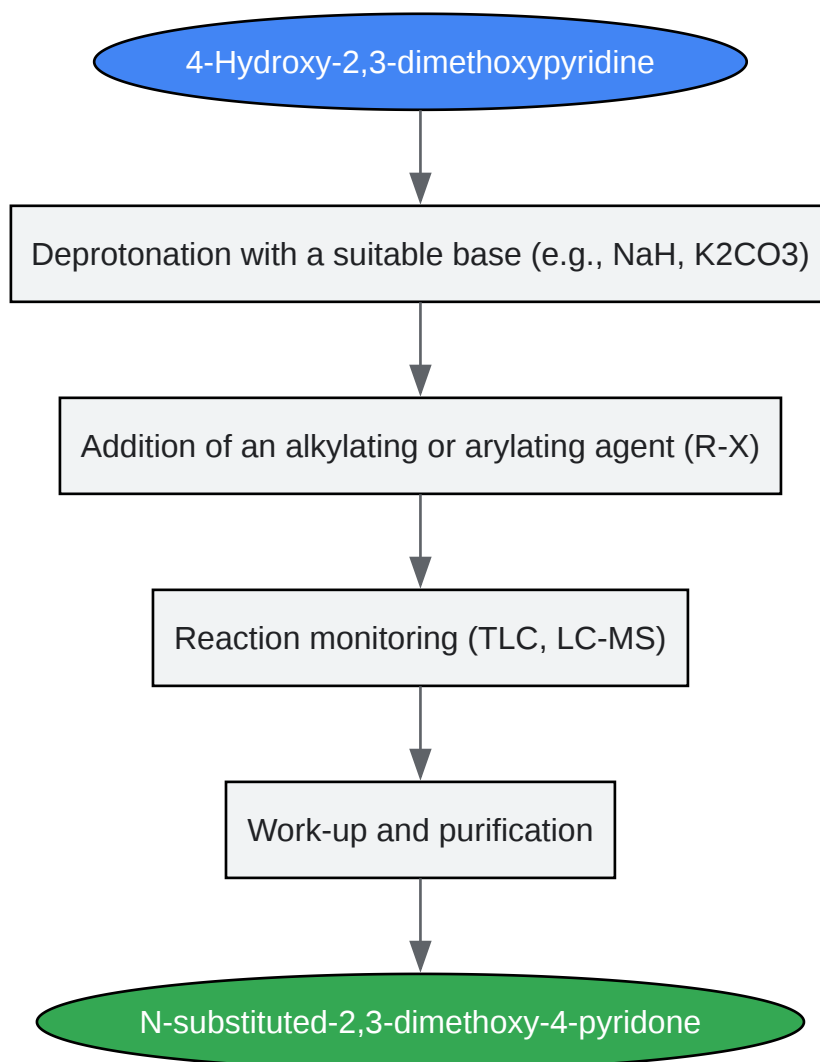 4-Hydroxy-2,3-dimethoxypyridine
Deprotonation with a suitable base (e.g., NaH, K2CO3)
Addition of an alkylating or arylating agent (R-X)
Reaction monitoring (TLC, LC-MS)
Work-up and purification
N-substituted-2,3-dimethoxy-4-pyridone